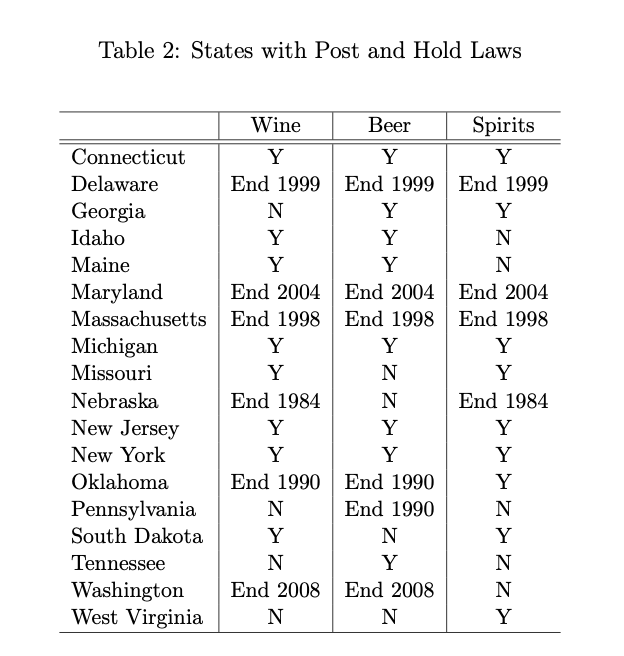 Table 2: States with Post and Hold Laws
Wine Beer Spirits
Connecticut Y Y Y
Delaware End 1999 End 1999 End 1999
Georgia N Y Y
Idaho Y Y N
Maine Y Y N
Maryland End 2004 End 2004 End 2004
Massachusetts End 1998 End 1998 End 1998
Michigan Y Y Y
Missouri Y N Y
Nebraska End 1984 N End 1984
New Jersey Y Y Y
New York Y Y Y
Oklahoma End 1990 End 1990 Y
Pennsylvania N End 1990 N
South Dakota Y N Y
Tennessee N Y N
Washington End 2008 End 2008 N
West Virginia N N Y